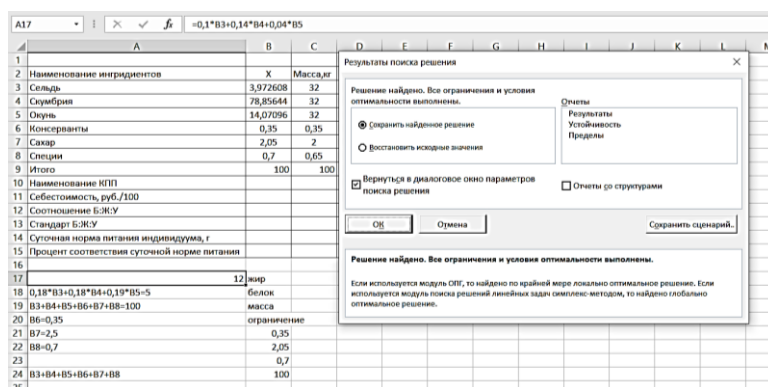 A17 =0,1*B3+0,14*B4+0,04*B5
A B C D E F G H I J K L
1
2 Наименование ингридиентов X Масса,кг
3 Сельдь 3,972608 32
4 Скумбрия 78,85644 32
5 Окунь 14,07096 32
6 Консерванты 0,35 0,35
7 Сахар 2,05 2
8 Специи 0,7 0,65
9 Итого 100 100
10 Наименование КПП
11 Себестоимость, руб./100
12 Соотношение Б:Ж:У
13 Стандарт Б:Ж:У
14 Суточная норма питания индивидуума, г
15 Процент соответствия суточной норме питания
16
17 12 жир
18 0,18*B3+0,18*B4+0,19*B5=5 белок
19 B3+B4+B5+B6+B7+B8=100 масса
20 B6=0,35 ограничение
21 B7=2,5 0,35
22 B8=0,7 2,05
23 0,7
24 B3+B4+B5+B6+B7+B8 100
Результаты поиска решения
Решение найдено. Все ограничения и условия
оптимальности выполнены.
Сохранить найденное решение
Восстановить исходные значения
Отчеты
Результаты
Устойчивость
Пределы
Вернуться в диалоговое окно параметров
поиска решения
Отчеты со структурами
ОК Отмена Сохранить сценарий..
Решение найдено. Все ограничения и условия оптимальности выполнены.
Если используется модуль ОПГ, то найдено по крайней мере локально оптимальное решение. Если
используется модуль поиска решений линейных задач симплекс-методом, то найдено глобально
оптимальное решение.